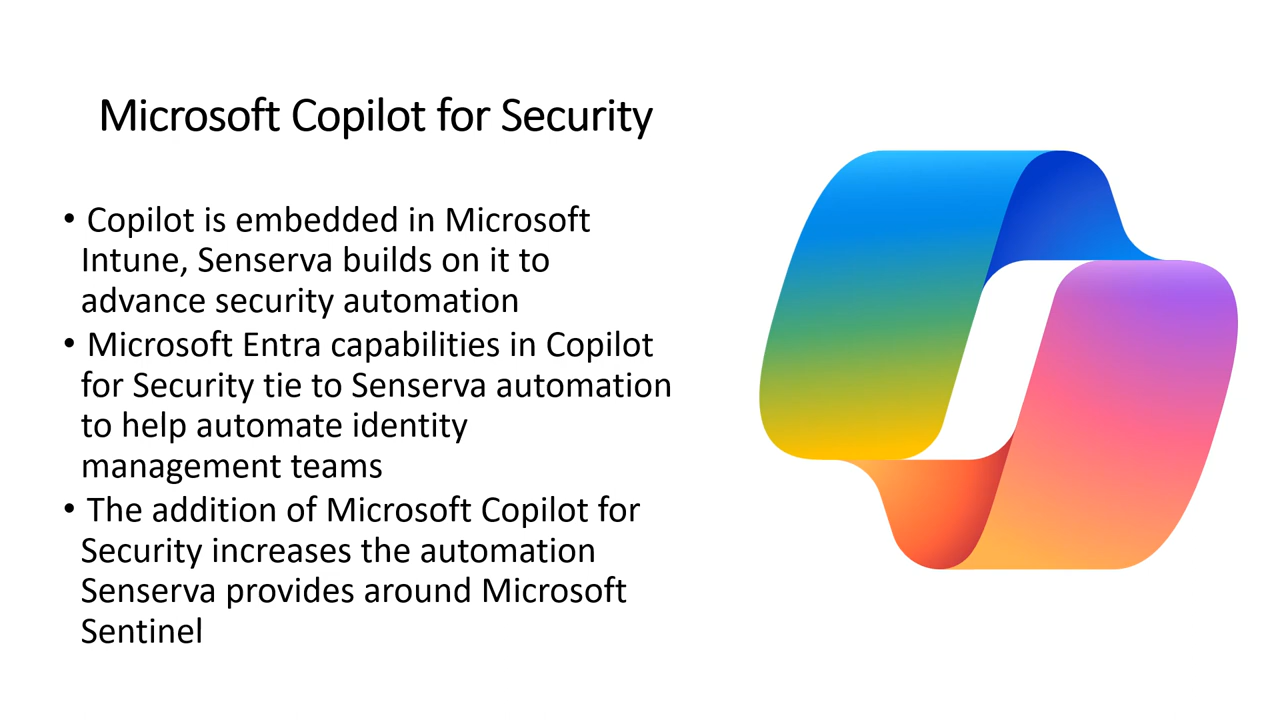 Microsoft Copilot for Security
• Copilot is embedded in Microsoft
Intune, Senserva builds on it to
advance security automation
• Microsoft Entra capabilities in Copilot
for Security tie to Senserva automation
to help automate identity
management teams
• The addition of Microsoft Copilot for
Security increases the automation
Senserva provides around Microsoft
Sentinel